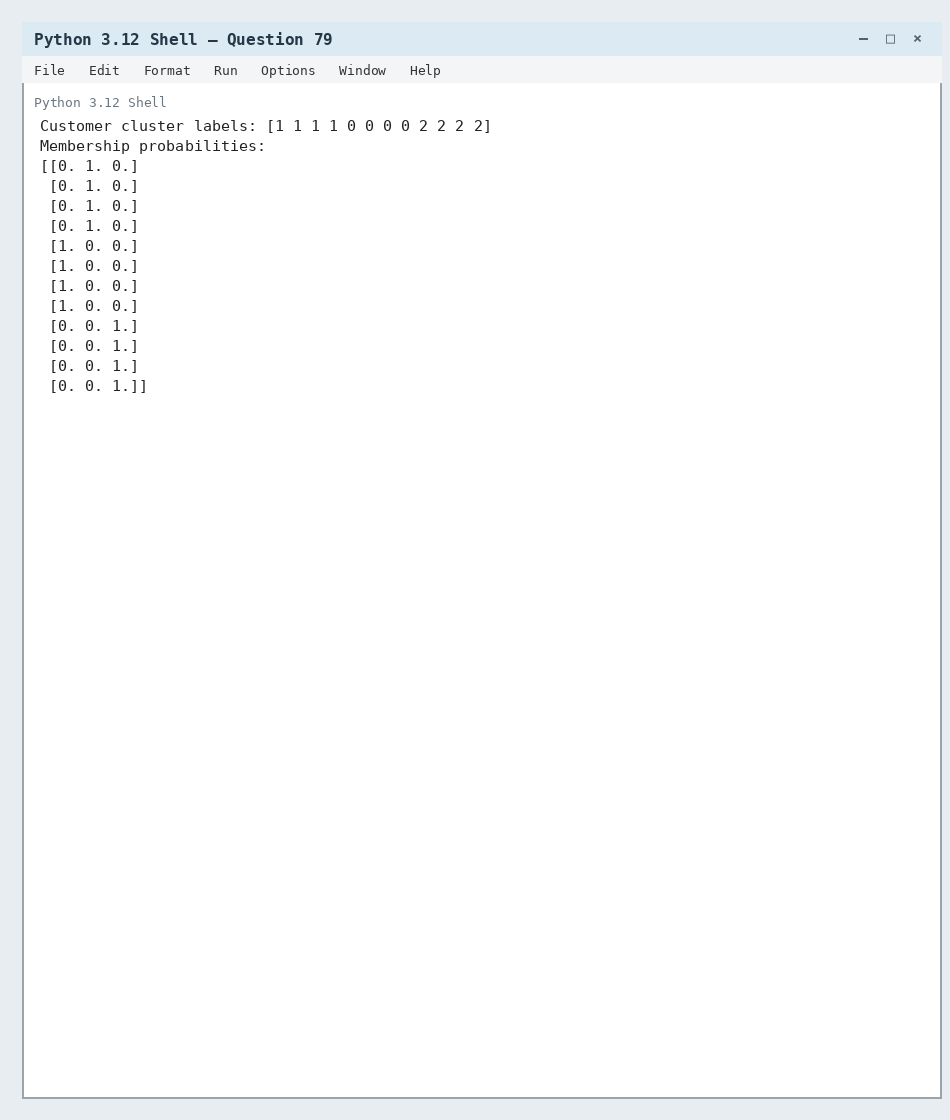 Python 3.12 Shell — Question 79
File Edit Format Run Options Window Help
Python 3.12 Shell
Customer cluster labels: [1 1 1 1 0 0 0 0 2 2 2 2]
Membership probabilities:
[[0. 1. 0.]
 [0. 1. 0.]
 [0. 1. 0.]
 [0. 1. 0.]
 [1. 0. 0.]
 [1. 0. 0.]
 [1. 0. 0.]
 [1. 0. 0.]
 [0. 0. 1.]
 [0. 0. 1.]
 [0. 0. 1.]
 [0. 0. 1.]]